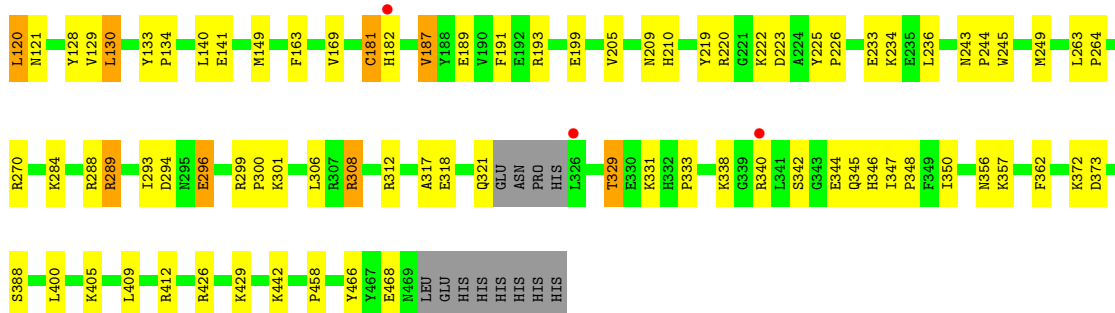 L120 N121 Y128 V129 L130 Y133 P134 L140 E141 M149 F163 V169 C181 H182 V187 Y188 E189 V190 F191 E192 R193 E199 V205 N209 H210 Y219 R220 G221 K222 D223 A224 Y225 P226 E233 K234 E235 L236 N243 P244 W245 M249 L263 P264
R270 K284 R288 R289 I293 D294 N295 E296 R299 P300 K301 L306 R307 R308 R312 A317 E318 Q321 GLU ASN PRO HIS L326 T329 E330 K331 H332 P333 K338 G339 R340 L341 S342 G343 E344 Q345 H346 I347 P348 F349 I350 N356 K357 F362 K372 D373
S388 L400 K405 L409 R412 R426 K429 K442 P458 Y466 Y467 E468 N469 LEU GLU HIS HIS HIS HIS HIS HIS